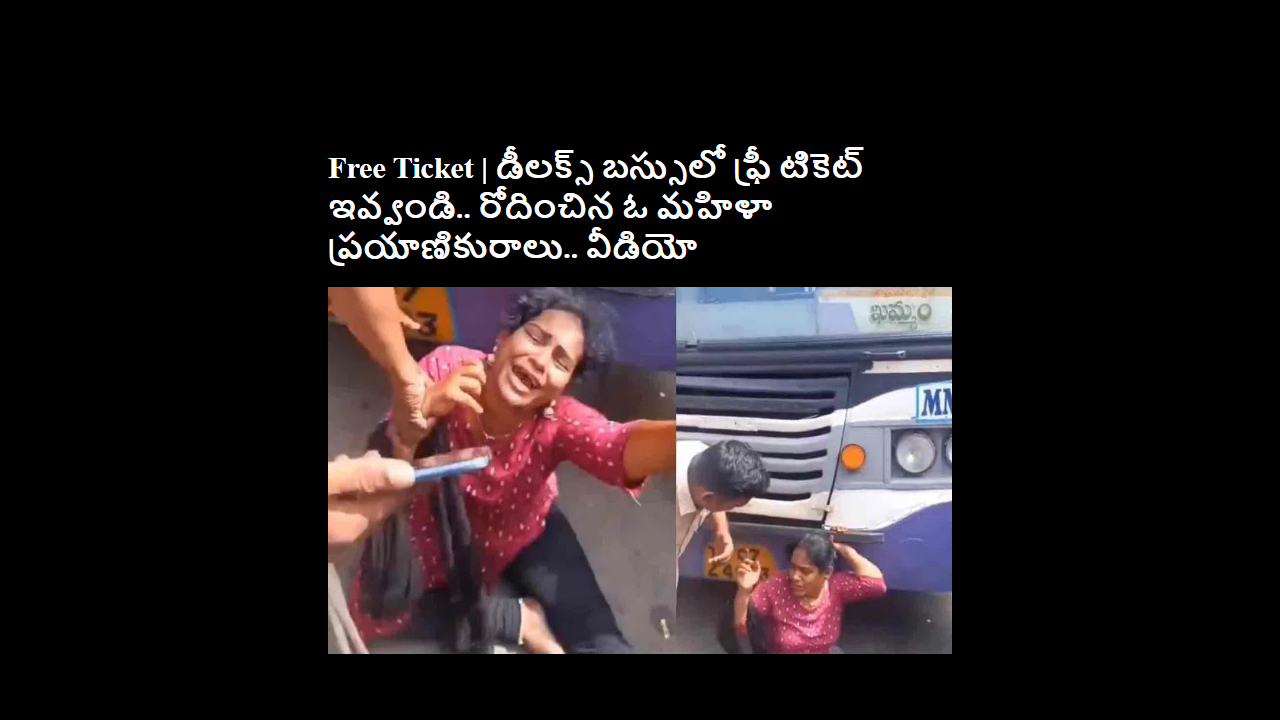 Free Ticket | డీలక్స్ బస్సులో ఫ్రీ టికెట్
ఇవ్వండి.. రోదించిన ఓ మహిళా
ప్రయాణికురాలు.. వీడియో
ఖమ్మం